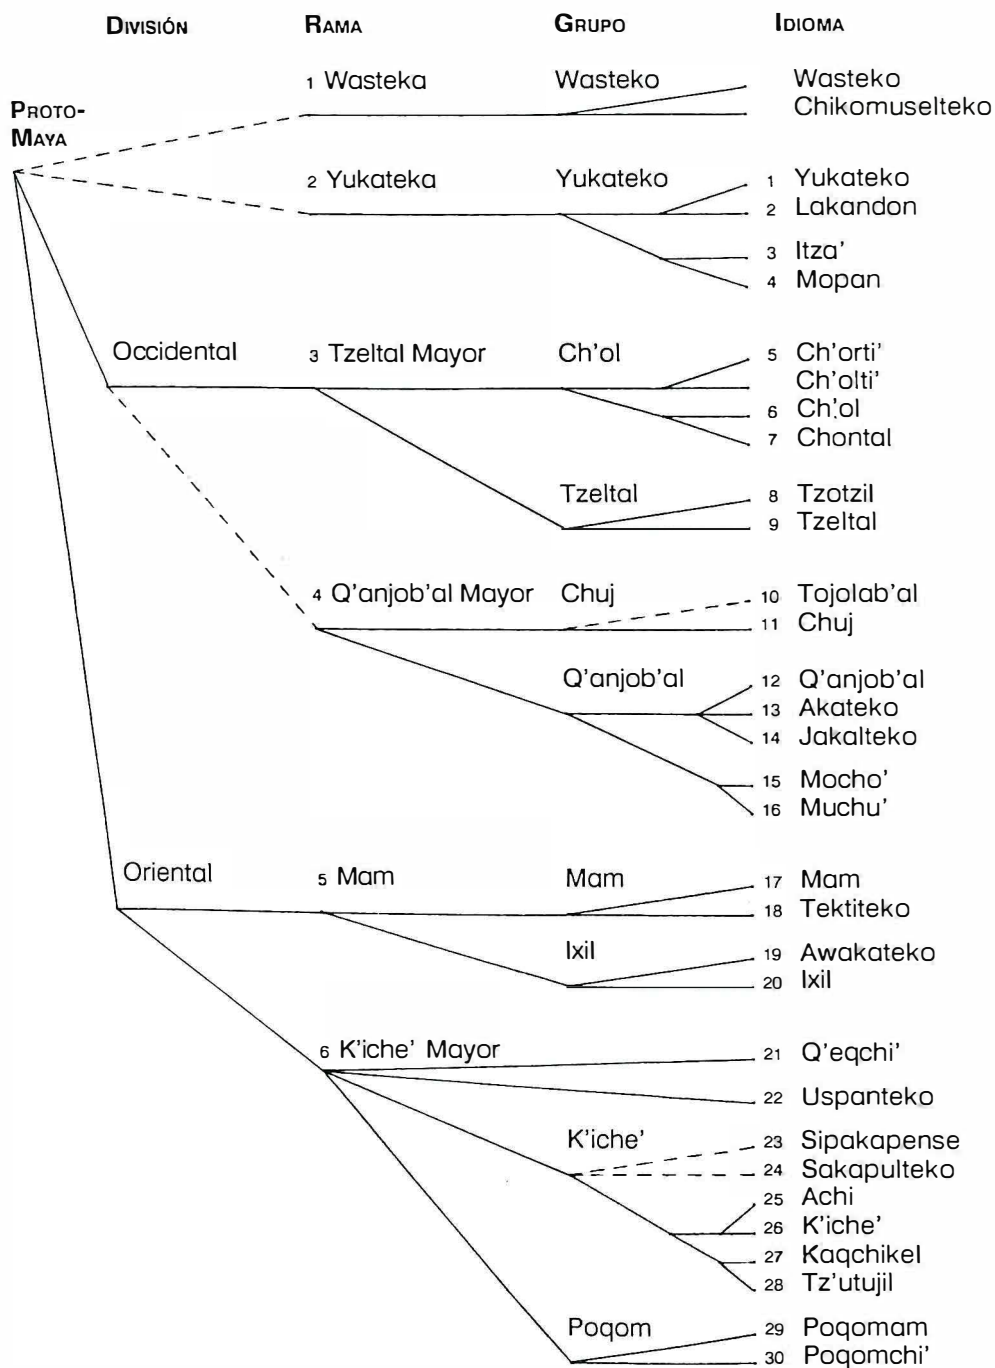 DIVISIÓN RAMA GRUPO IDIOMA
PROTO-
MAYA
1 Wasteka Wasteko Wasteko
Chikomuselteko
2 Yukateka Yukateko 1 Yukateko
2 Lakandon
3 Itza'
4 Mopan
Occidental 3 Tzeltal Mayor Ch'ol 5 Ch'orti'
Ch'olti'
6 Ch'ol
7 Chontal
Tzeltal 8 Tzotzil
9 Tzeltal
4 Q'anjob'al Mayor Chuj 10 Tojolab'al
11 Chuj
Q'anjob'al 12 Q'anjob'al
13 Akateko
14 Jakalteko
15 Mocho'
16 Muchu'
Oriental 5 Mam Mam 17 Mam
18 Tektiteko
Ixil 19 Awakateko
20 Ixil
6 K'iche' Mayor 21 Q'eqchi'
22 Uspanteko
K'iche' 23 Sipakapense
24 Sakapulteko
25 Achi
26 K'iche'
27 Kaqchikel
28 Tz'utujil
Poqom 29 Poqomam
30 Poqomchi'